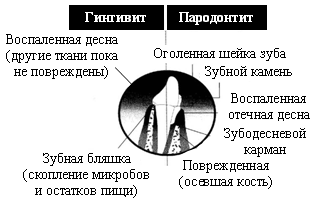 Гингивит
Пародонтит
Воспаленная десна
(другие ткани пока
не повреждены)
Оголенная шейка зуба
Зубной камень
Воспаленная
отечная десна
Зубодесневой
карман
Зубная бляшка
(скопление микробов
и остатков пищи)
Поврежденная
(осевшая кость)